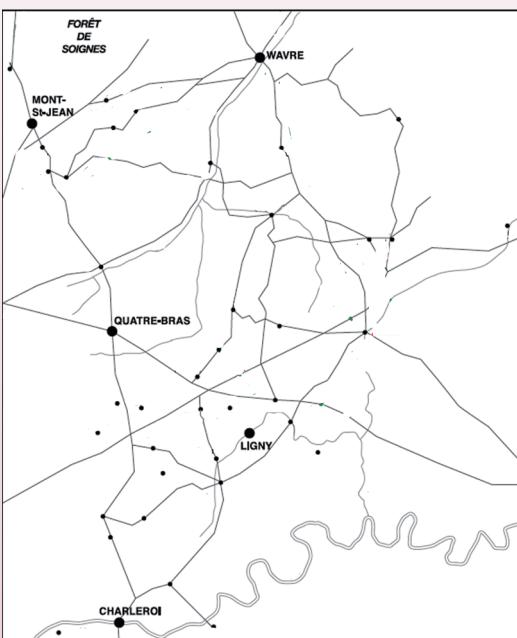 FORÊT
DE
SOIGNES
WAVRE
MONT-
St-JEAN
QUATRE-BRAS
LIGNY
CHARLEROI